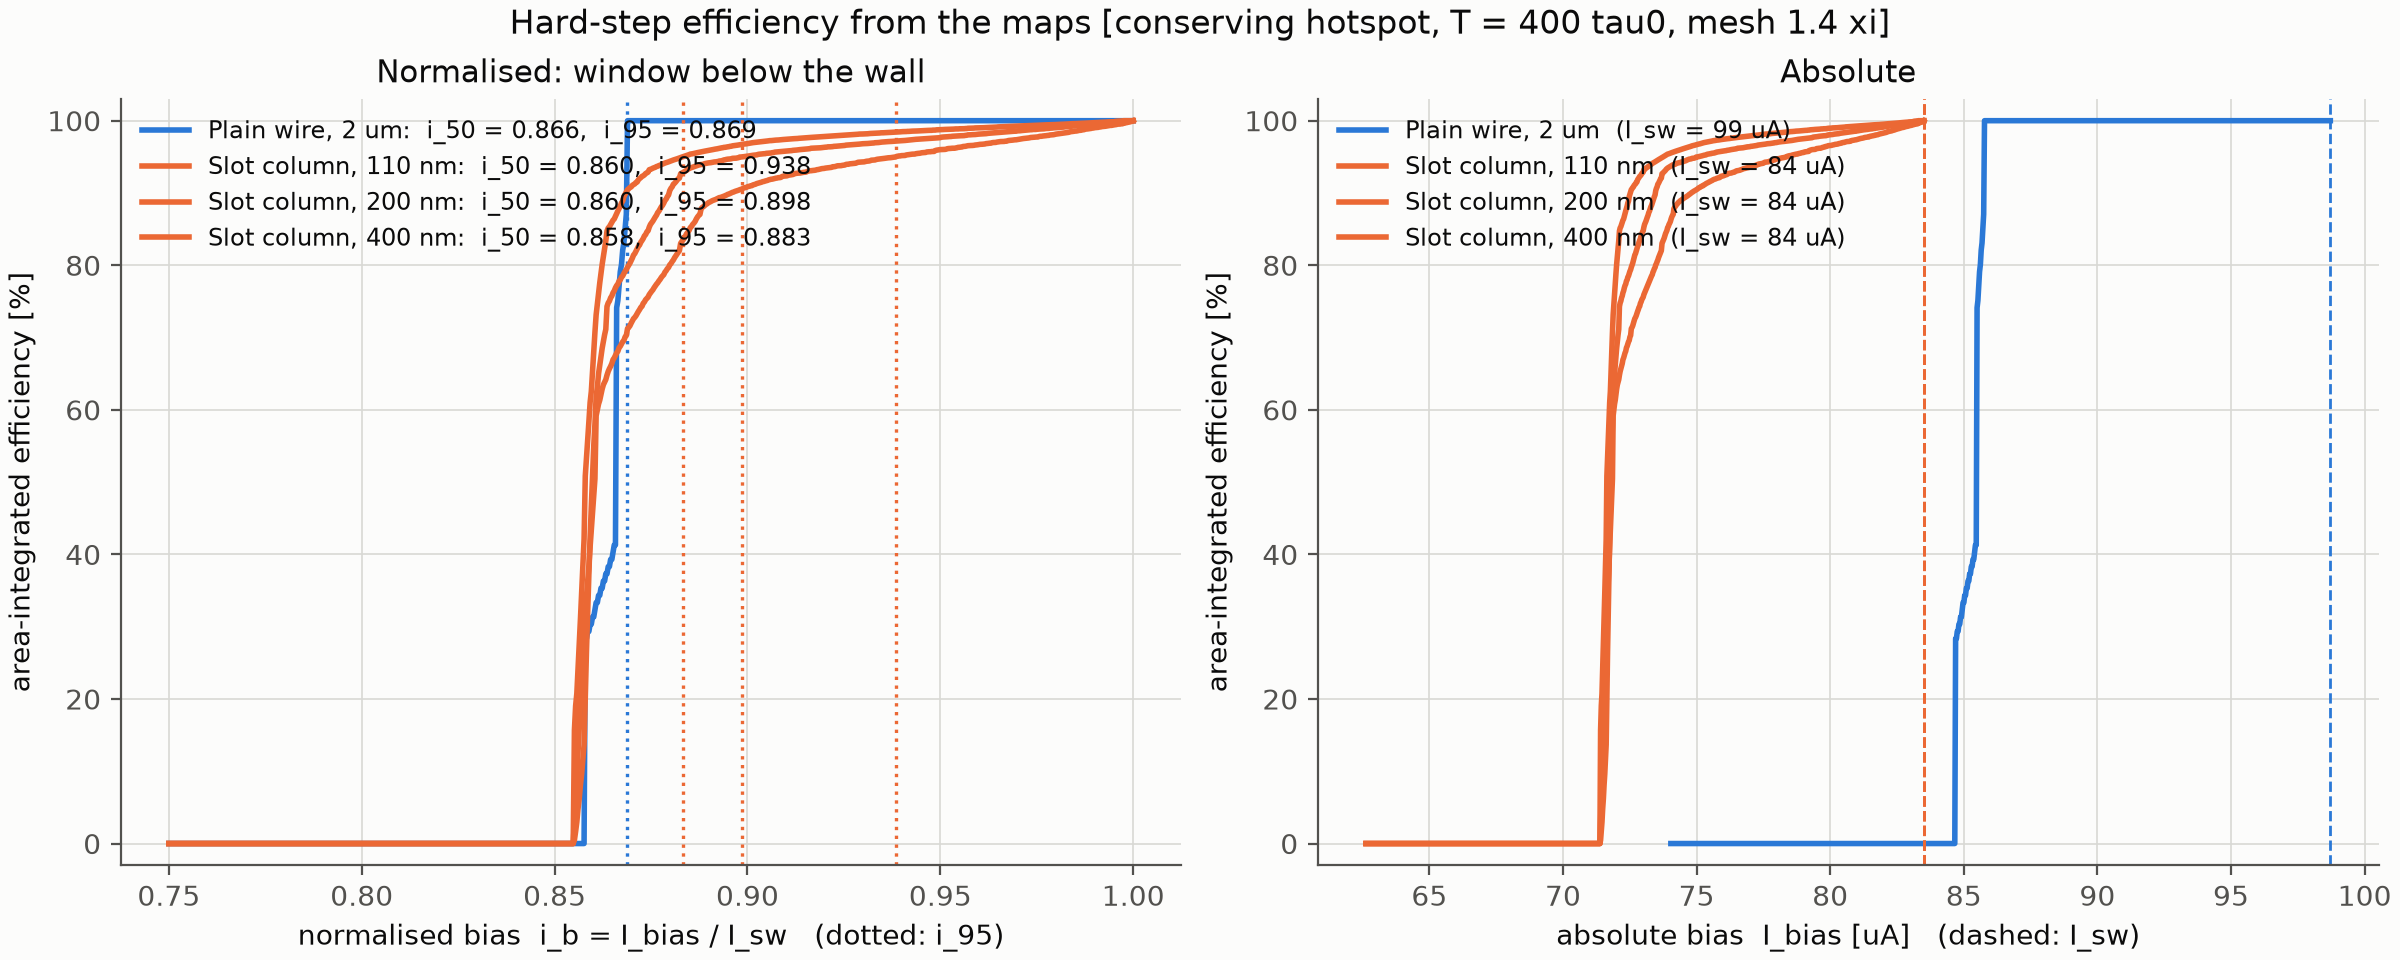 Hard-step efficiency from the maps [conserving hotspot, T = 400 tau0, mesh 1.4 xi]
Normalised: window below the wall
area-integrated efficiency [%]
100
80
60
40
20
0
Plain wire, 2 um:  i_50 = 0.866,  i_95 = 0.869
Slot column, 110 nm:  i_50 = 0.860,  i_95 = 0.938
Slot column, 200 nm:  i_50 = 0.860,  i_95 = 0.898
Slot column, 400 nm:  i_50 = 0.858,  i_95 = 0.883
0.75 0.80 0.85 0.90 0.95 1.00
normalised bias  i_b = I_bias / I_sw   (dotted: i_95)
Absolute
area-integrated efficiency [%]
100
80
60
40
20
0
Plain wire, 2 um  (I_sw = 99 uA)
Slot column, 110 nm  (I_sw = 84 uA)
Slot column, 200 nm  (I_sw = 84 uA)
Slot column, 400 nm  (I_sw = 84 uA)
65 70 75 80 85 90 95 100
absolute bias  I_bias [uA]   (dashed: I_sw)